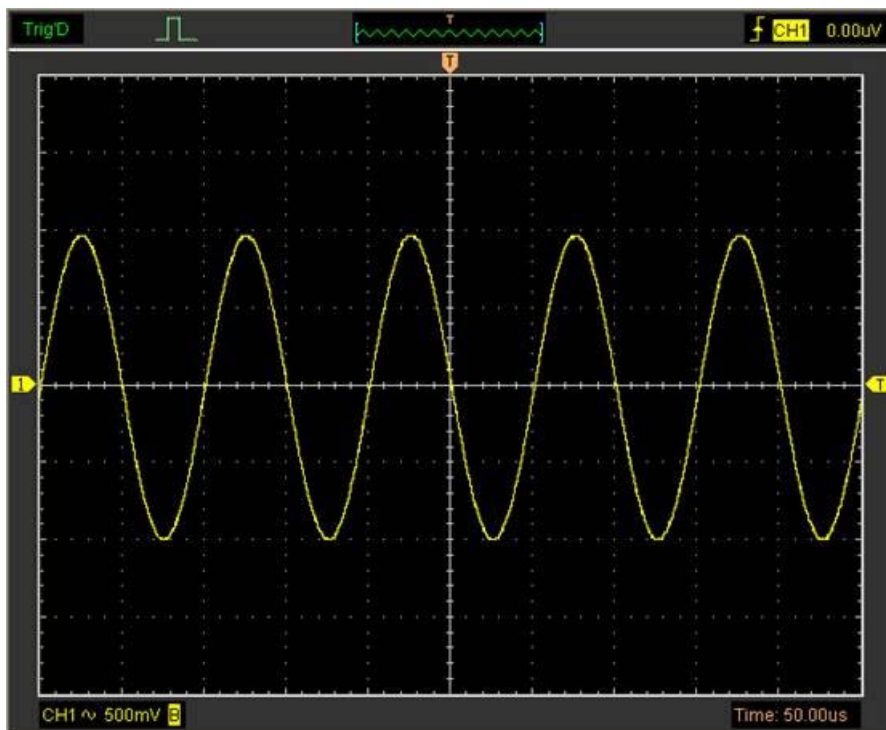 Trig'D
T
CH1 0.00uV
T
1
T
CH1 ∿ 500mV B
Time: 50.00us